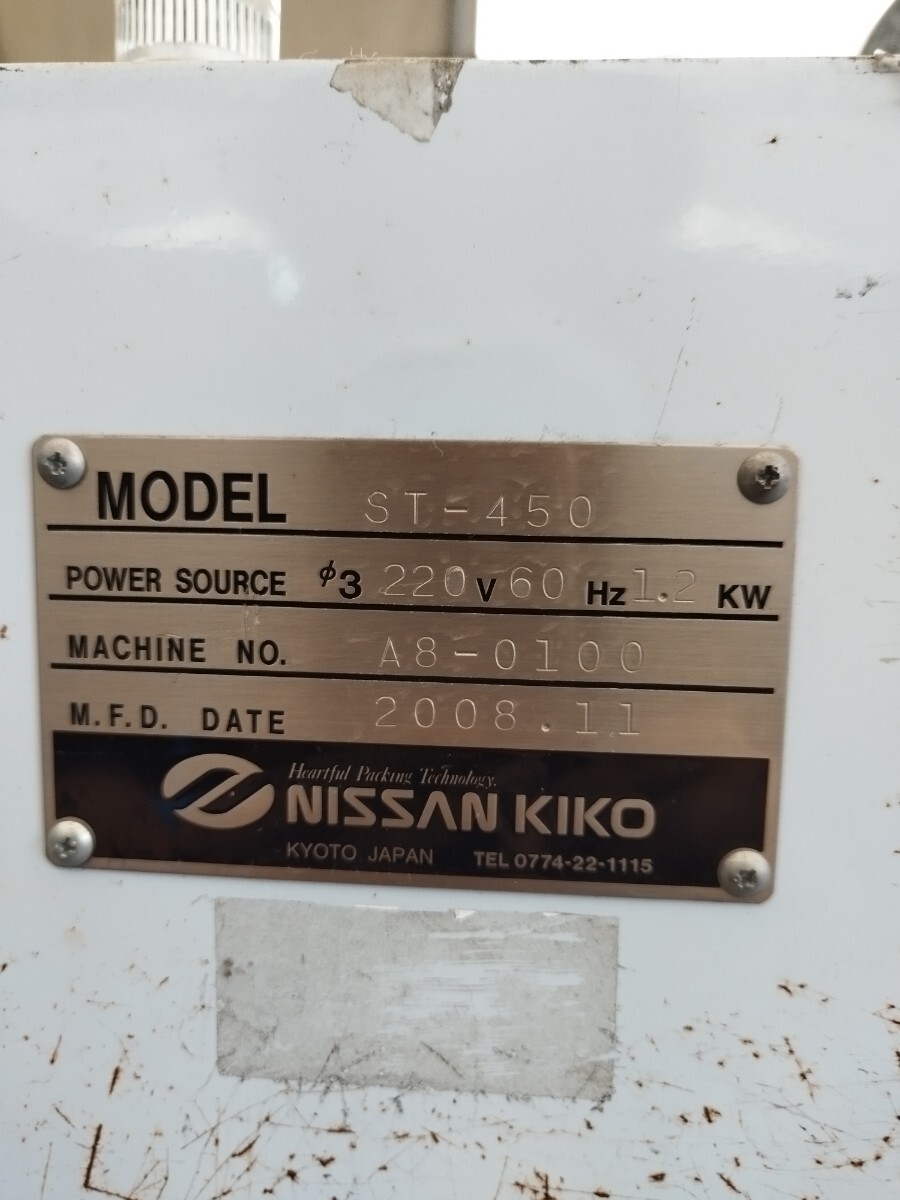 MODEL ST-450
POWER SOURCE φ3 220V 60 Hz 1.2 KW
MACHINE NO. A8-0100
M.F.D. DATE 2008.11
Heartful Packing Technology.
NISSAN KIKO
KYOTO JAPAN TEL 0774-22-1115